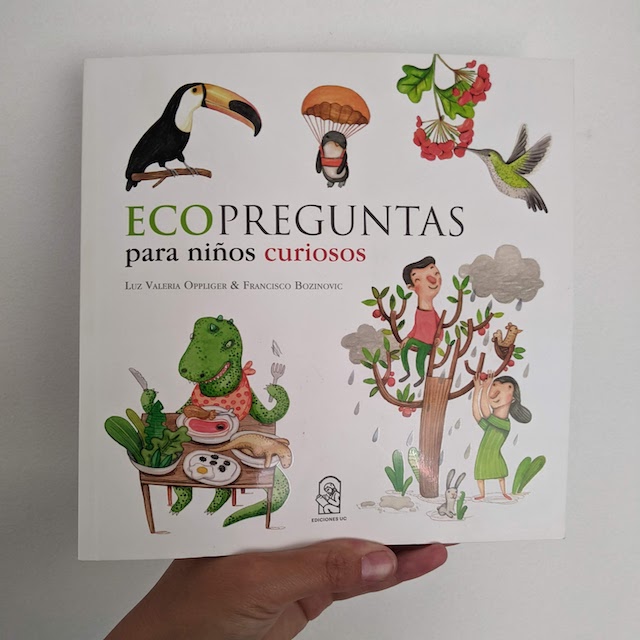 ECOPREGUNTAS
para niños curiosos
Luz Valeria Oppliger & Francisco Bozinovic
EDICIONES UC